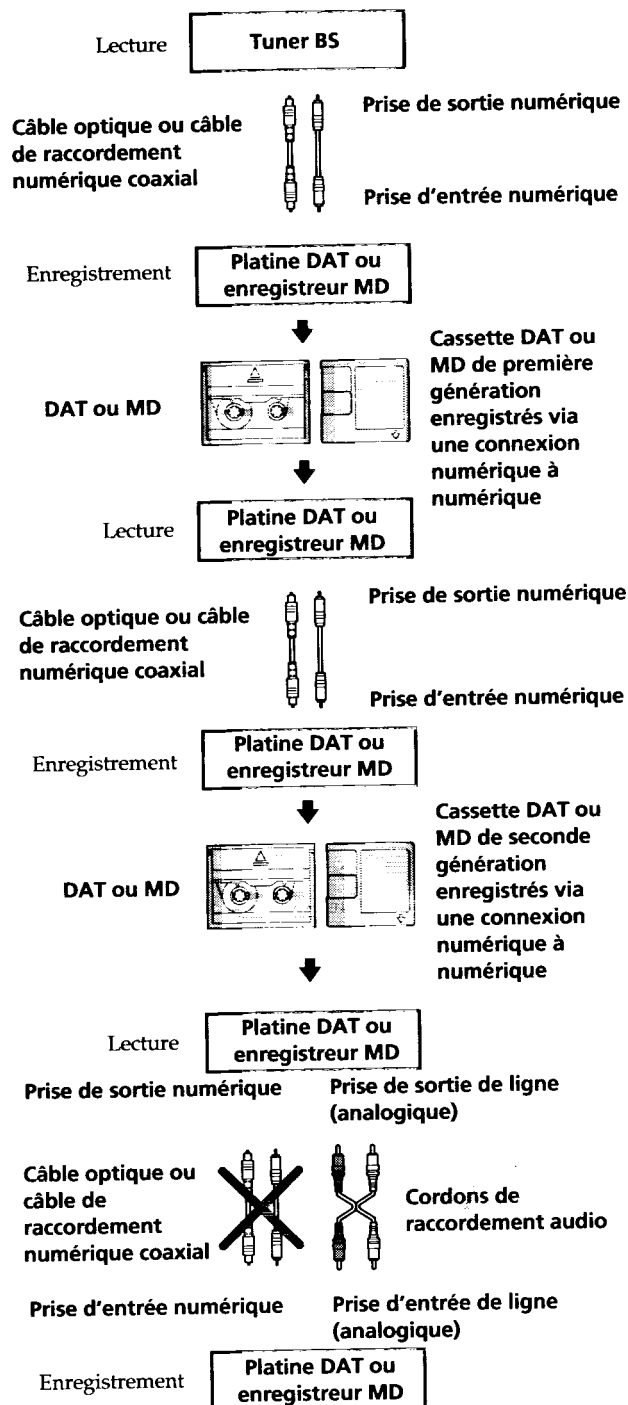 Lecture
Tuner BS
Câble optique ou câble
de raccordement
numérique coaxial
Prise de sortie numérique
Prise d'entrée numérique
Enregistrement
Platine DAT ou
enregistreur MD
DAT ou MD
Cassette DAT ou
MD de première
génération
enregistrés via
une connexion
numérique à
numérique
Lecture
Platine DAT ou
enregistreur MD
Câble optique ou câble
de raccordement
numérique coaxial
Prise de sortie numérique
Prise d'entrée numérique
Enregistrement
Platine DAT ou
enregistreur MD
DAT ou MD
Cassette DAT ou
MD de seconde
génération
enregistrés via
une connexion
numérique à
numérique
Lecture
Platine DAT ou
enregistreur MD
Prise de sortie numérique
Prise de sortie de ligne
(analogique)
Câble optique ou
câble de
raccordement
numérique coaxial
Cordons de
raccordement audio
Prise d'entrée numérique
Prise d'entrée de ligne
(analogique)
Enregistrement
Platine DAT ou
enregistreur MD